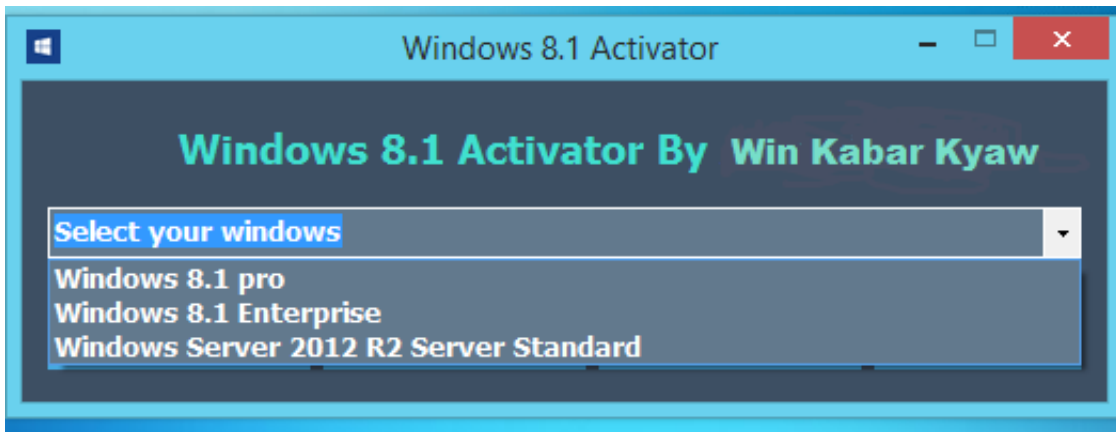 Windows 8.1 Activator
Windows 8.1 Activator By Win Kabar Kyaw
Select your windows
Windows 8.1 pro
Windows 8.1 Enterprise
Windows Server 2012 R2 Server Standard